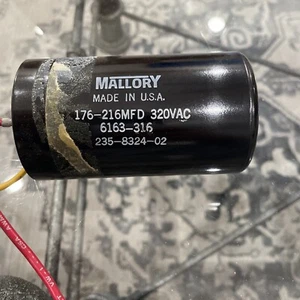 MALLORY
MADE IN U.S.A.
176-216MFD 320VAC
6163-316
235-8324-02